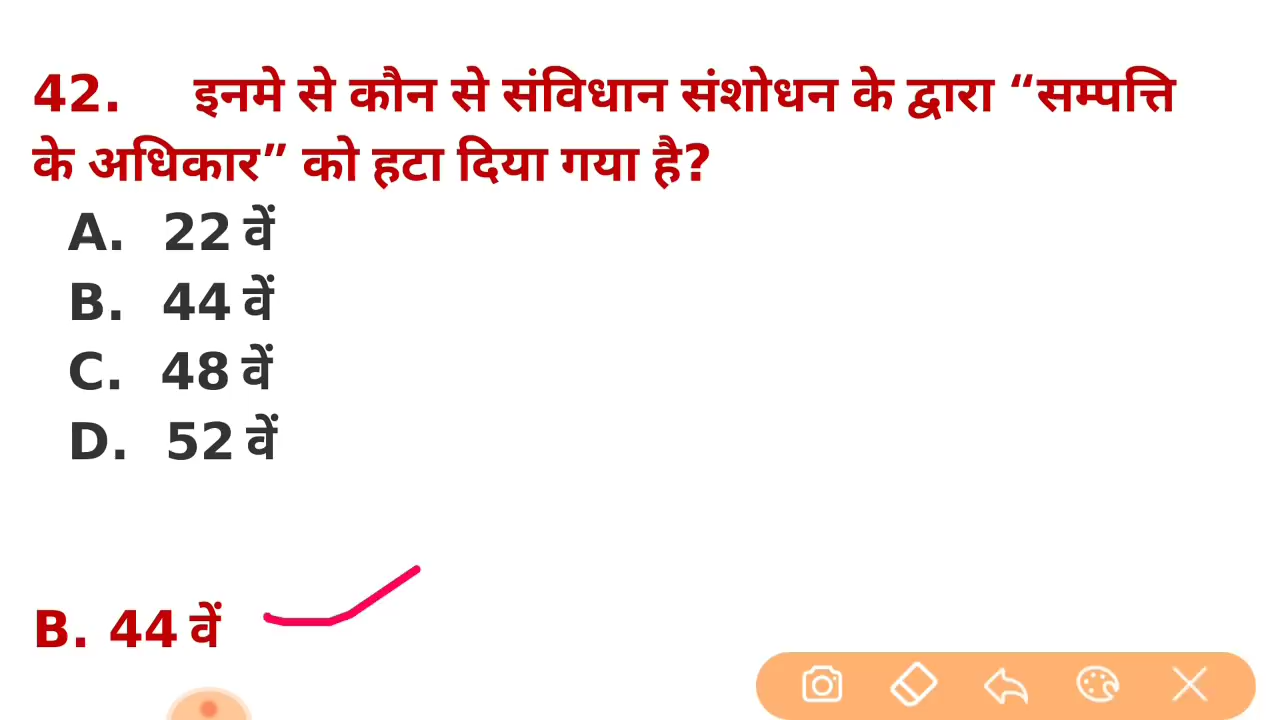 42. इनमे से कौन से संविधान संशोधन के द्वारा “सम्पत्ति
के अधिकार” को हटा दिया गया है?
A. 22 वें
B. 44 वें
C. 48 वें
D. 52 वें
B. 44 वें